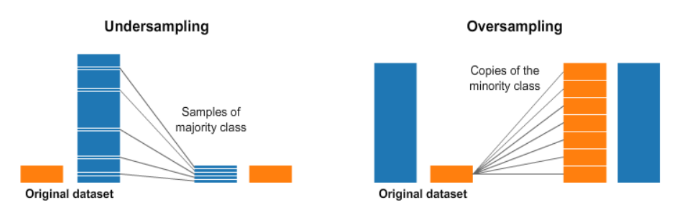 Undersampling
Samples of
majority class
Original dataset
Oversampling
Copies of the
minority class
Original dataset